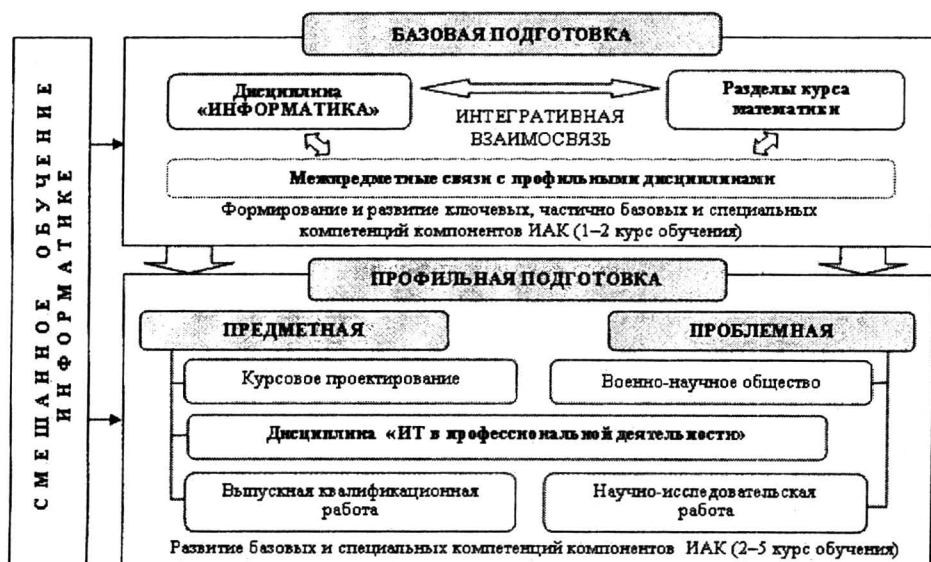 СМЕШАННОЕ ОБУЧЕНИЕ
ИНФОРМАТИКЕ
БАЗОВАЯ ПОДГОТОВКА
Дисциплина
«ИНФОРМАТИКА»
ИНТЕГРАТИВНАЯ
ВЗАИМОСВЯЗЬ
Разделы курса
математики
Межпредметные связи с профильными дисциплинами
Формирование и развитие ключевых, частично базовых и специальных
компетенций компонентов ИАК (1–2 курс обучения)
ПРОФИЛЬНАЯ ПОДГОТОВКА
ПРЕДМЕТНАЯ
ПРОБЛЕМНАЯ
Курсовое проектирование
Военно-научное общество
Дисциплина «ИТ в профессиональной деятельности»
Выпускная квалификационная
работа
Научно-исследовательская
работа
Развитие базовых и специальных компетенций компонентов ИАК (2–5 курс обучения)